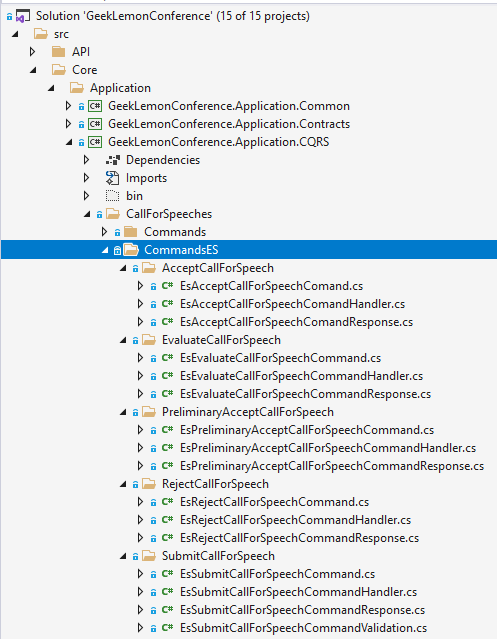 Solution 'GeekLemonConference' (15 of 15 projects)
src
API
Core
Application
C# GeekLemonConference.Application.Common
C# GeekLemonConference.Application.Contracts
C# GeekLemonConference.Application.CQRS
Dependencies
Imports
bin
CallForSpeeches
Commands
CommandsES
AcceptCallForSpeech
C# EsAcceptCallForSpeechComand.cs
C# EsAcceptCallForSpeechComandHandler.cs
C# EsAcceptCallForSpeechComandResponse.cs
EvaluateCallForSpeech
C# EsEvaluateCallForSpeechCommand.cs
C# EsEvaluateCallForSpeechCommandHandler.cs
C# EsEvaluateCallForSpeechCommandResponse.cs
PreliminaryAcceptCallForSpeech
C# EsPreliminaryAcceptCallForSpeechCommand.cs
C# EsPreliminaryAcceptCallForSpeechCommandHandler.cs
C# EsPreliminaryAcceptCallForSpeechCommandResponse.cs
RejectCallForSpeech
C# EsRejectCallForSpeechCommand.cs
C# EsRejectCallForSpeechCommandHandler.cs
C# EsRejectCallForSpeechCommandResponse.cs
SubmitCallForSpeech
C# EsSubmitCallForSpeechCommand.cs
C# EsSubmitCallForSpeechCommandHandler.cs
C# EsSubmitCallForSpeechCommandResponse.cs
C# EsSubmitCallForSpeechCommandValidation.cs